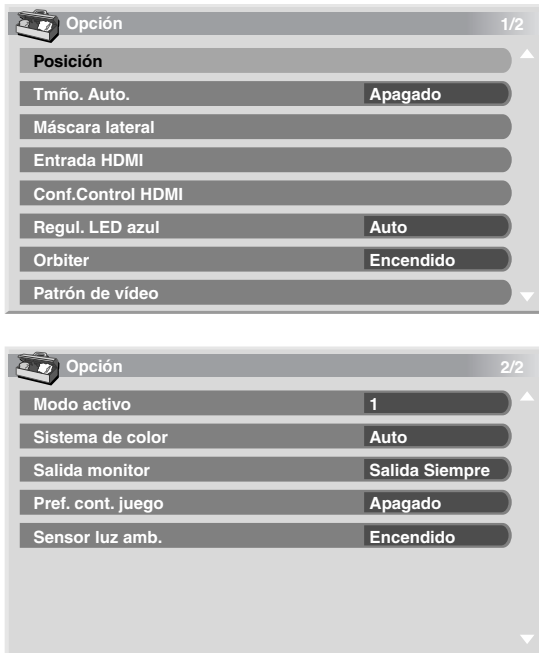 Opción 1/2
Posición
Tmño. Auto. Apagado
Máscara lateral
Entrada HDMI
Conf.Control HDMI
Regul. LED azul Auto
Orbiter Encendido
Patrón de vídeo
Opción 2/2
Modo activo 1
Sistema de color Auto
Salida monitor Salida Siempre
Pref. cont. juego Apagado
Sensor luz amb. Encendido